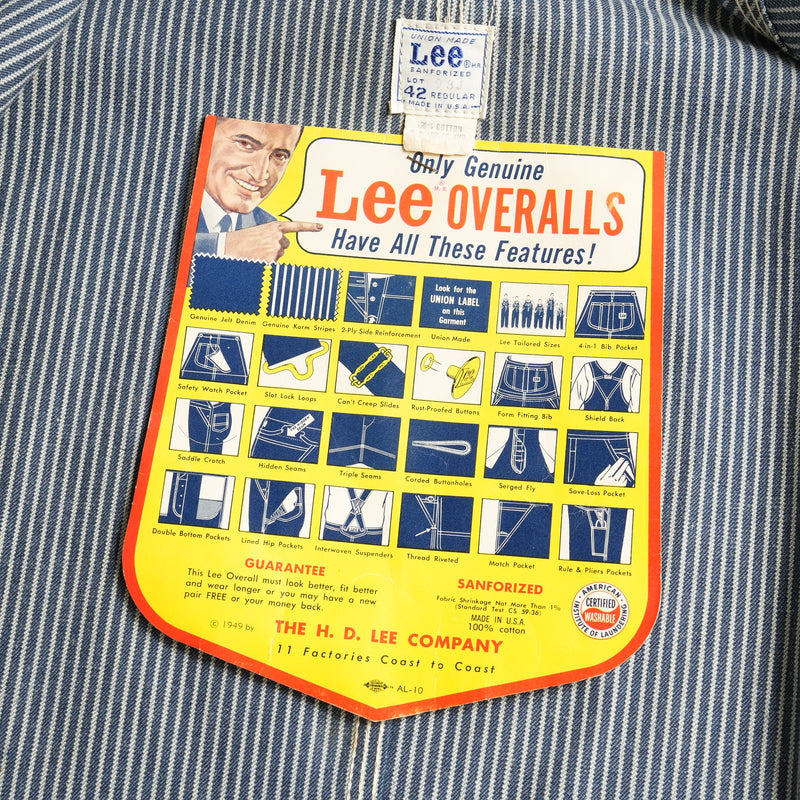 UNION MADE
Lee ® M.R.
SANFORIZED
LOT
42 REGULAR
MADE IN U.S.A.
COTTON
Only Genuine
Lee ® M.R. OVERALLS
Have All These Features!
Genuine Jelt Denim
Genuine Korm Stripes
2-Ply Side Reinforcement
Look for the
UNION LABEL
on this
Garment
Union Made
Lee Tailored Sizes
4-in-1 Bib Pocket
Safety Watch Pocket
Slot Lock Loops
Can't Creep Slides
Lee
Rust-Proofed Buttons
Form Fitting Bib
Shield Back
Saddle Crotch
Hidden Seams
Triple Seams
Corded Buttonholes
Serged Fly
Save-Loss Pocket
Double Bottom Pockets
Lined Hip Pockets
Interwoven Suspenders
Thread Riveted
Match Pocket
Rule & Pliers Pockets
GUARANTEE
This Lee Overall must look better, fit better
and wear longer or you may have a new
pair FREE or your money back.
SANFORIZED
Fabric Shrinkage Not More Than 1%
(Standard Test CS 59-36)
MADE IN U.S.A.
100% cotton
AMERICAN
INSTITUTE OF LAUNDERING
CERTIFIED
WASHABLE
© 1949 by
THE H. D. LEE COMPANY
11 Factories Coast to Coast
AL-10